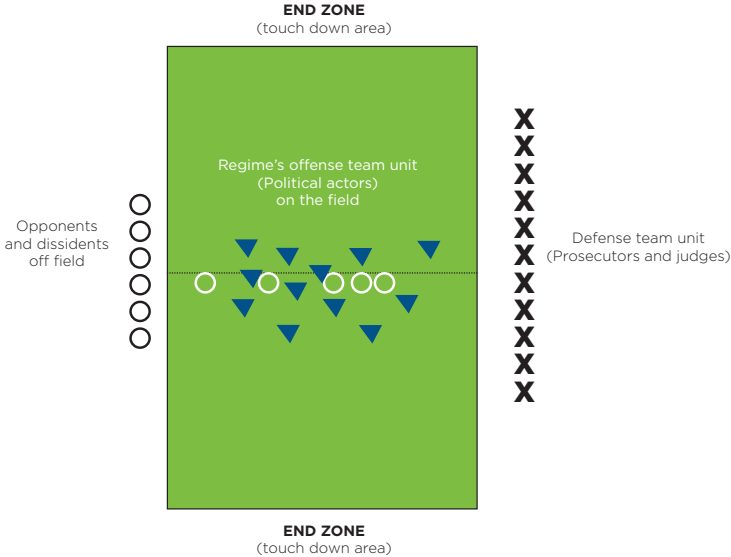 END ZONE
(touch down area)
Regime's offense team unit
(Political actors)
on the field
Opponents
and dissidents
off field
Defense team unit
(Prosecutors and judges)
X
X
X
X
X
X
X
X
X
X
X
END ZONE
(touch down area)